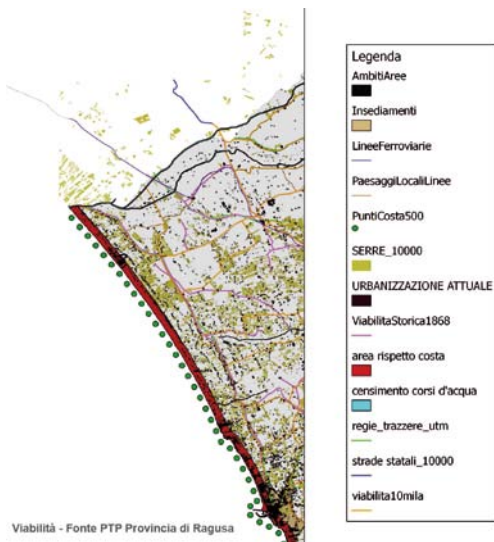 Legenda
AmbitiAree
Insediamenti
LineeFerroviarie
PaesaggiLocaliLinee
PuntiCosta500
SERRE_10000
URBANIZZAZIONE ATTUALE
ViabilitaStorica1868
area rispetto costa
censimento corsi d'acqua
regie_trazzere_utm
strade statali_10000
viabilita10mila
Viabilità - Fonte PTP Provincia di Ragusa